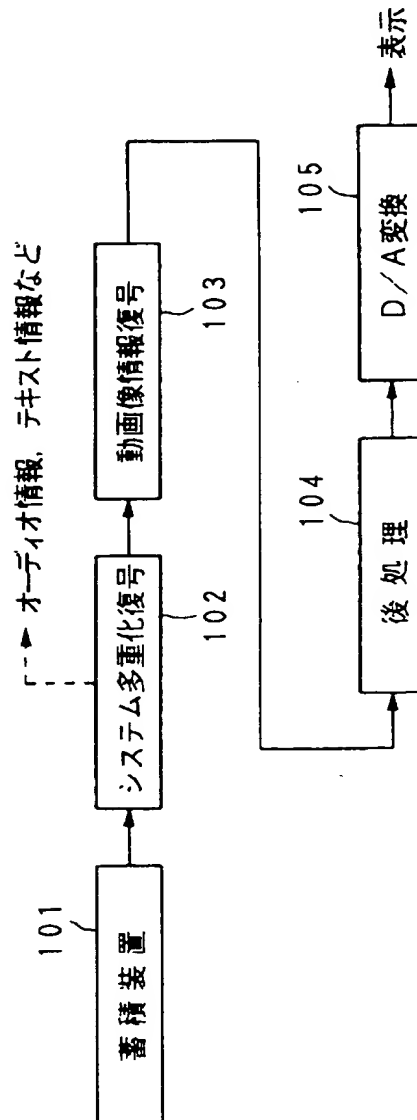 オーディオ情報，テキスト情報など
101
蓄積装置
システム多重化復号
102
動画像情報復号
103
後処理
104
D／A変換
105
表示